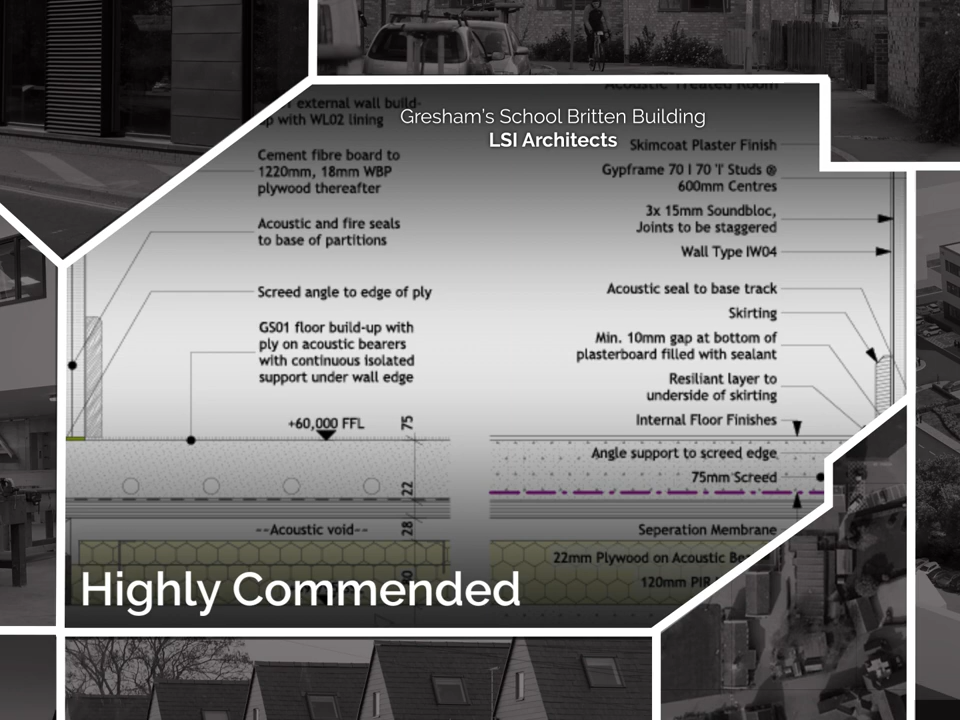 Gresham's School Britten Building
LSI Architects
external wall build-
up with WL02 lining
Cement fibre board to
1220mm, 18mm WBP
plywood thereafter
Acoustic and fire seals
to base of partitions
Screed angle to edge of ply
GS01 floor build-up with
ply on acoustic bearers
with continuous isolated
support under wall edge
+60,000 FFL
75
22
28
--Acoustic void--
Acoustic Treated Room
Skimcoat Plaster Finish
Gypframe 70 I 70 'I' Studs @
600mm Centres
3x 15mm Soundbloc,
Joints to be staggered
Wall Type IW04
Acoustic seal to base track
Skirting
Min. 10mm gap at bottom of
plasterboard filled with sealant
Resiliant layer to
underside of skirting
Internal Floor Finishes
Angle support to screed edge
75mm Screed
Seperation Membrane
22mm Plywood on Acoustic
120mm PIR
Highly Commended